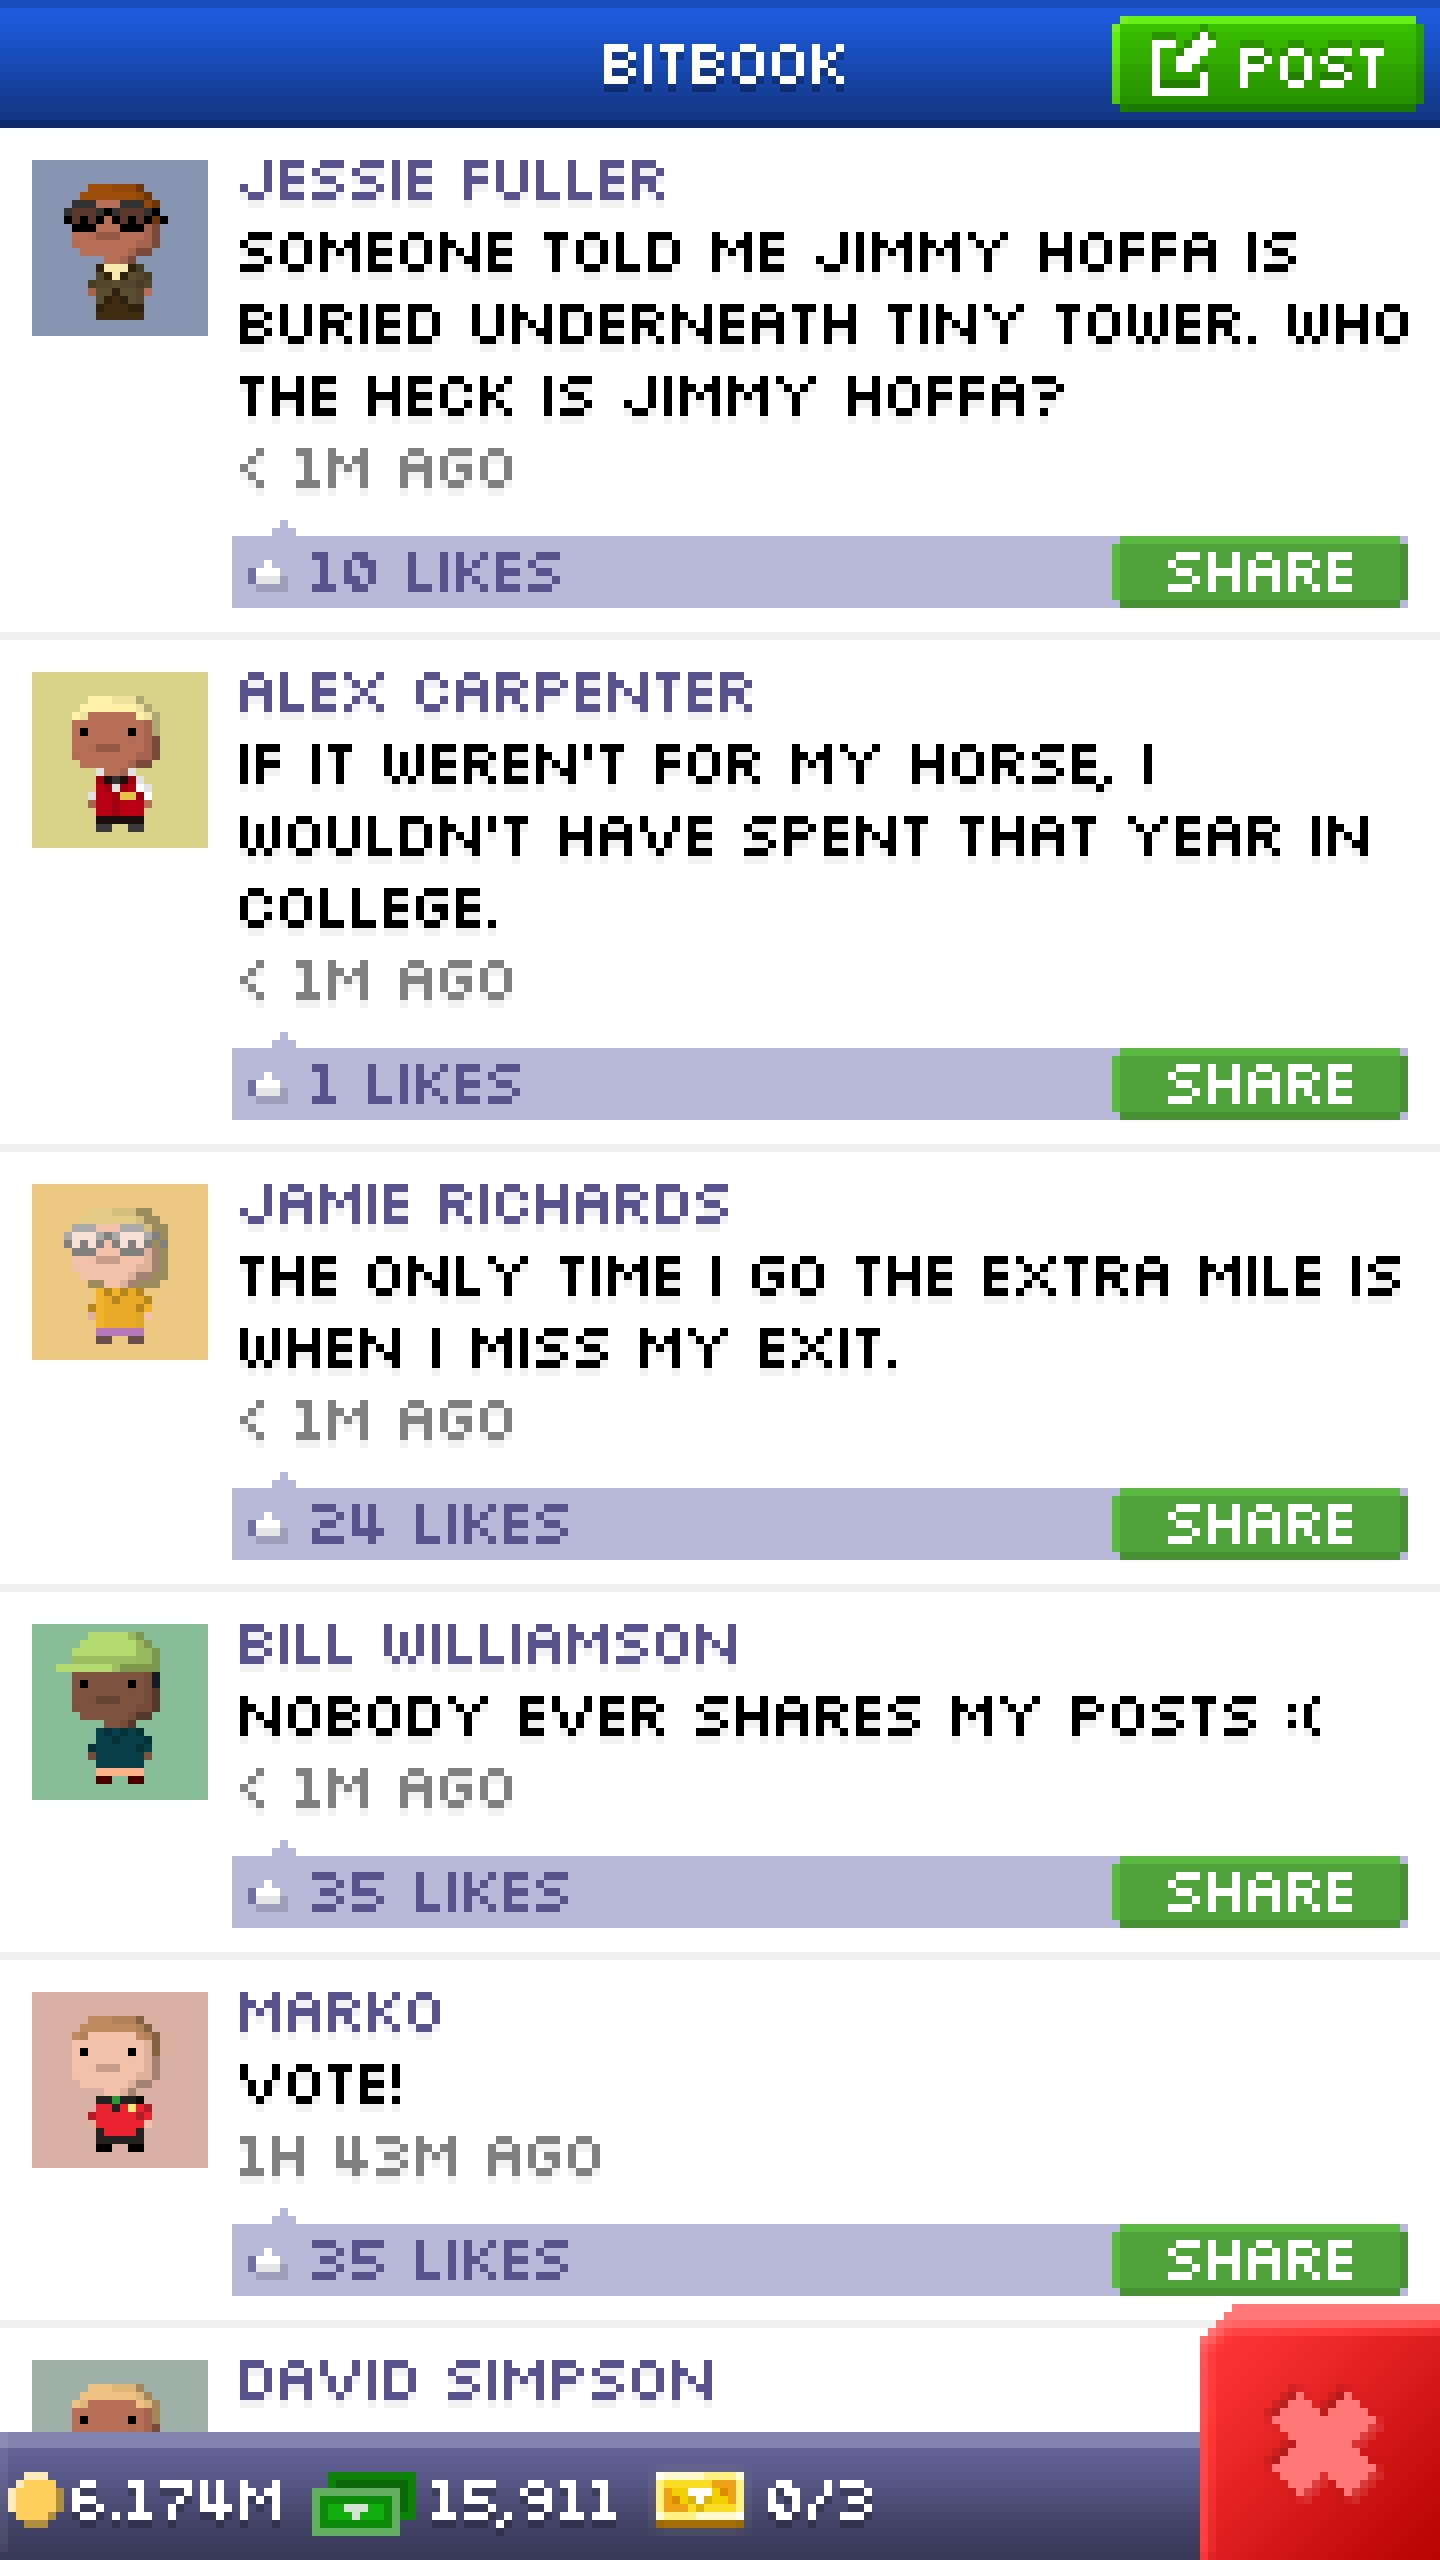 BITBOOK
POST
JESSIE FULLER
SOMEONE TOLD ME JIMMY HOFFA IS
BURIED UNDERNEATH TINY TOWER. WHO
THE HECK IS JIMMY HOFFA?
< 1M AGO
10 LIKES
SHARE
ALEX CARPENTER
IF IT WEREN'T FOR MY HORSE, I
WOULDN'T HAVE SPENT THAT YEAR IN
COLLEGE.
< 1M AGO
1 LIKES
SHARE
JAMIE RICHARDS
THE ONLY TIME I GO THE EXTRA MILE IS
WHEN I MISS MY EXIT.
< 1M AGO
24 LIKES
SHARE
BILL WILLIAMSON
NOBODY EVER SHARES MY POSTS :(
< 1M AGO
35 LIKES
SHARE
MARKO
VOTE!
1H 43M AGO
35 LIKES
SHARE
DAVID SIMPSON
6.174M
15,911
0/3